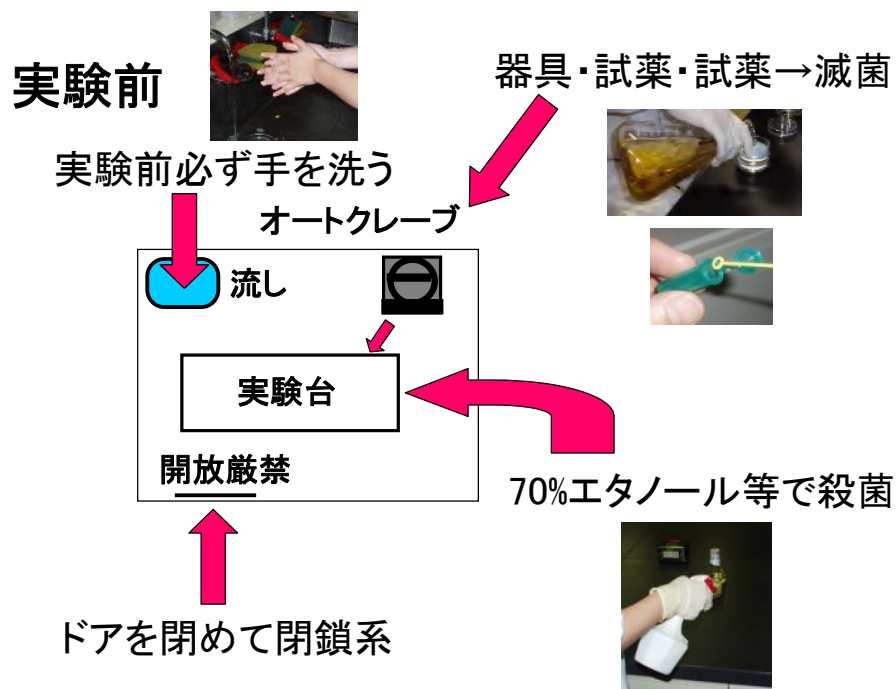 実験前
器具・試薬・試薬→滅菌
実験前必ず手を洗う
オートクレーブ
流し
実験台
開放厳禁
70%エタノール等で殺菌
ドアを閉めて閉鎖系